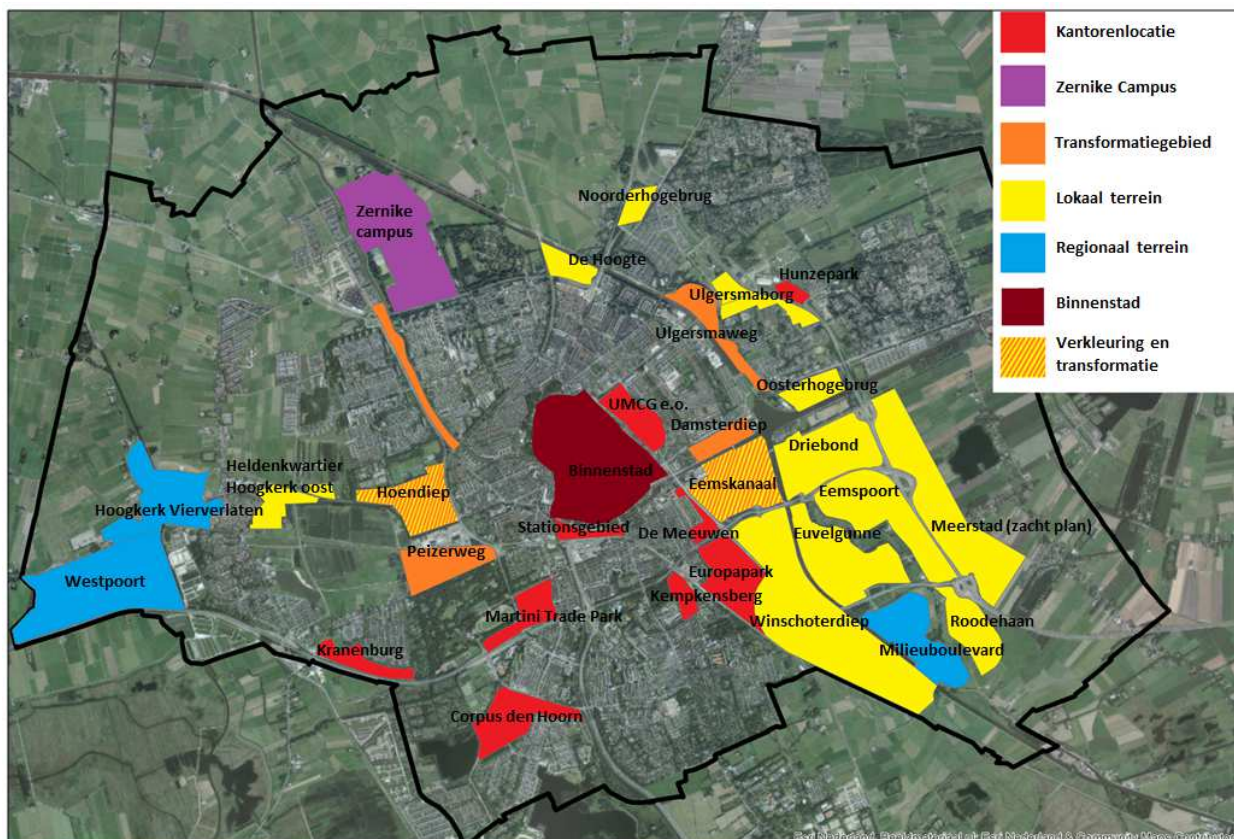 Kantorenlocatie
Zernike Campus
Transformatiegebied
Lokaal terrein
Regionaal terrein
Binnenstad
Verkleuring en
transformatie
Noorderhogebrug
Zernike
campus
De Hoogte
Hunzepark
Ulgersmaborg
Ulgersmaweg
Oosterhogebrug
UMCG e.o.
Damsterdiep
Driebond
Heldenkwartier
Binnenstad
Hoogkerk oost
Hoendiep
Eemskanaal
Eemspoort
Hoogkerk Vierverlaten
Stationsgebied
De Meeuwen
Euvelgunne
Meerstad (zacht plan)
Peizerweg
Westpoort
Europapark
Kempkensberg
Martini Trade Park
Winschoterdiep
Roodehaan
Kranenburg
Milieuboulevard
Corpus den Hoorn